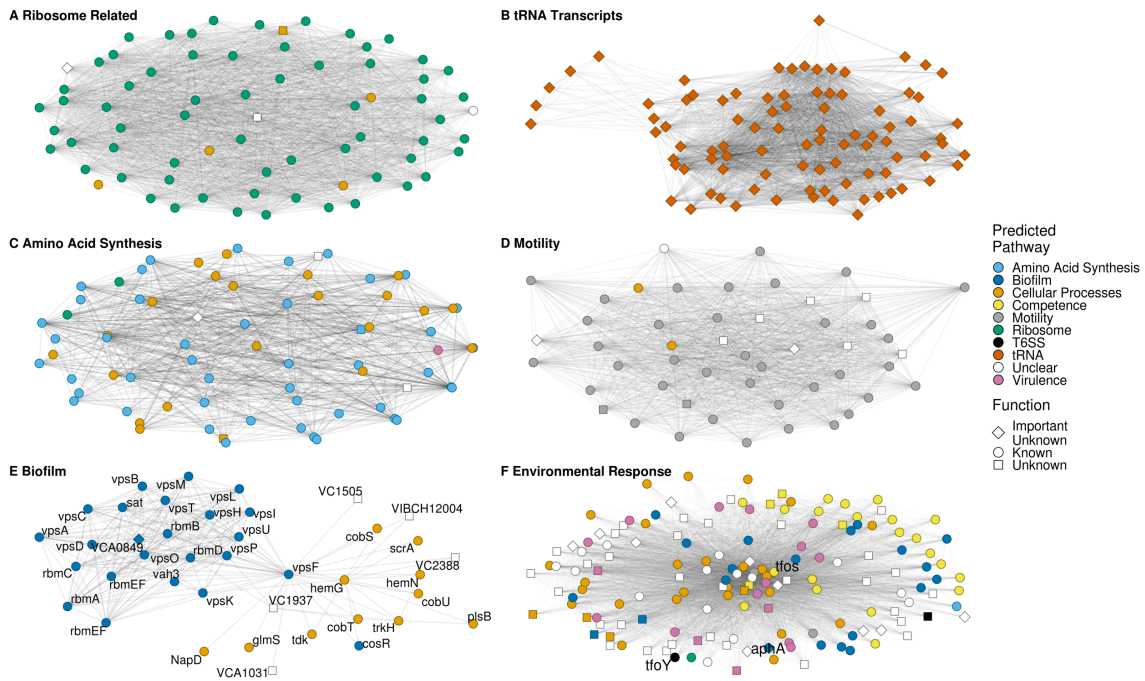 A Ribosome Related
B tRNA Transcripts
C Amino Acid Synthesis
D Motility
Predicted
Pathway
Amino Acid Synthesis
Biofilm
Cellular Processes
Competence
Motility
Ribosome
T6SS
tRNA
Unclear
Virulence
Function
Important
Unknown
Known
Unknown
E Biofilm
vpsB
vpsM
vpsL
sat
vpsT
vpsH
vpsI
vpsC
vpsA
rbmB
vpsU
vpsD
VCA0849
vpsO
rbmD
vpsP
rbmC
rbmEF
vah3
vpsF
rbmA
vpsK
rbmEF
VC1505
VIBCH12004
cobS
scrA
VC2388
hemG
hemN
VC1937
cobU
cobT
trkH
plsB
glmS
tdk
cosR
NapD
VCA1031
F Environmental Response
tfos
aphA
tfoY